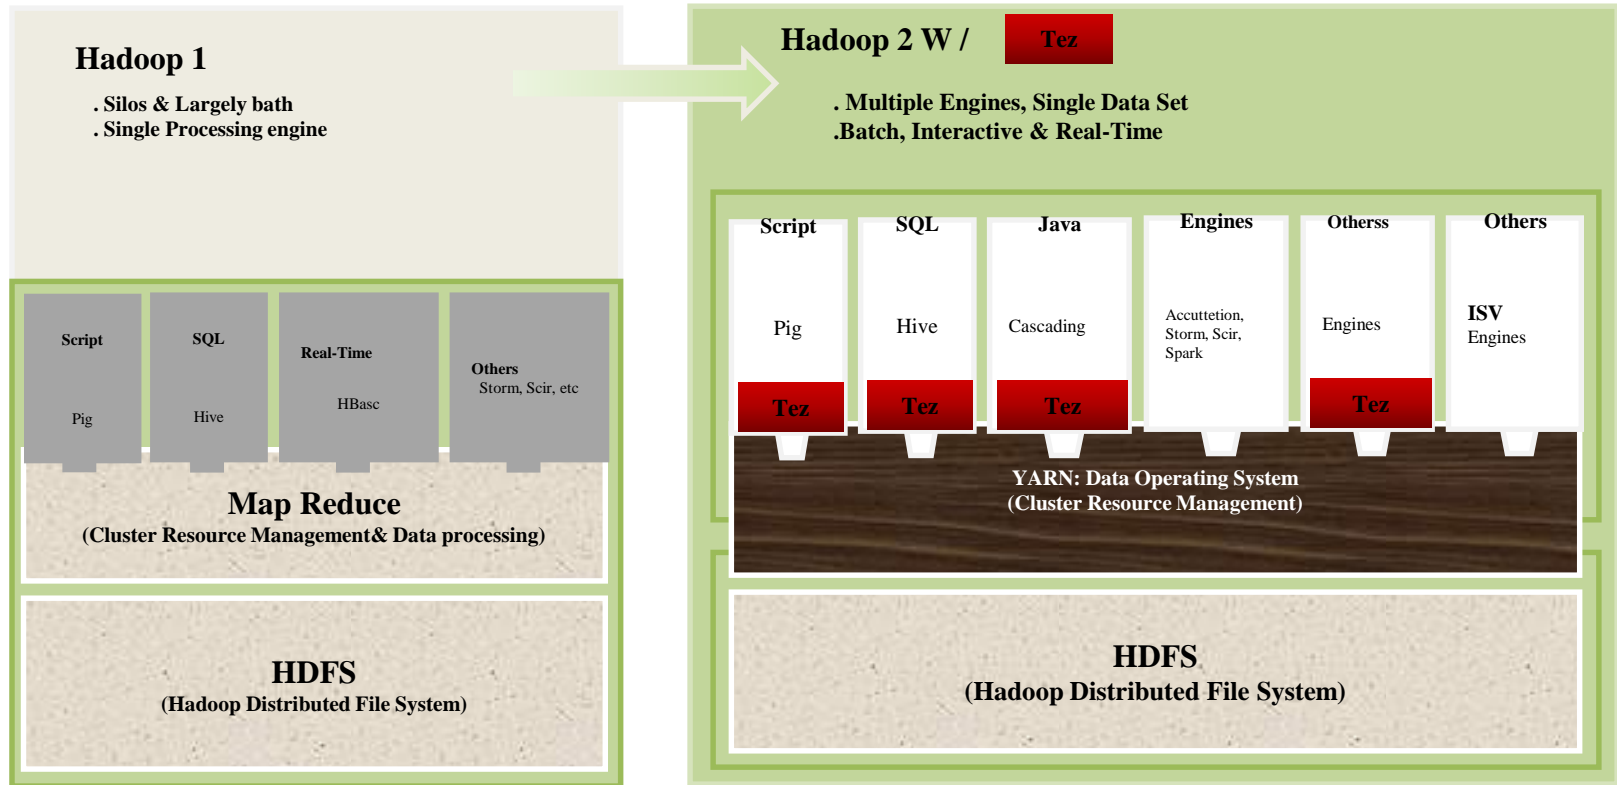 Hadoop 1
. Silos & Largely bath
. Single Processing engine
Script
Pig
SQL
Hive
Real-Time
HBasc
Others
Storm, Scir, etc
Map Reduce
(Cluster Resource Management& Data processing)
HDFS
(Hadoop Distributed File System)
Hadoop 2 W / Tez
. Multiple Engines, Single Data Set
.Batch, Interactive & Real-Time
Script
Pig
Tez
SQL
Hive
Tez
Java
Cascading
Tez
Engines
Accuttetion,
Storm, Scir,
Spark
Otherss
Engines
Tez
Others
ISV
Engines
YARN: Data Operating System
(Cluster Resource Management)
HDFS
(Hadoop Distributed File System)